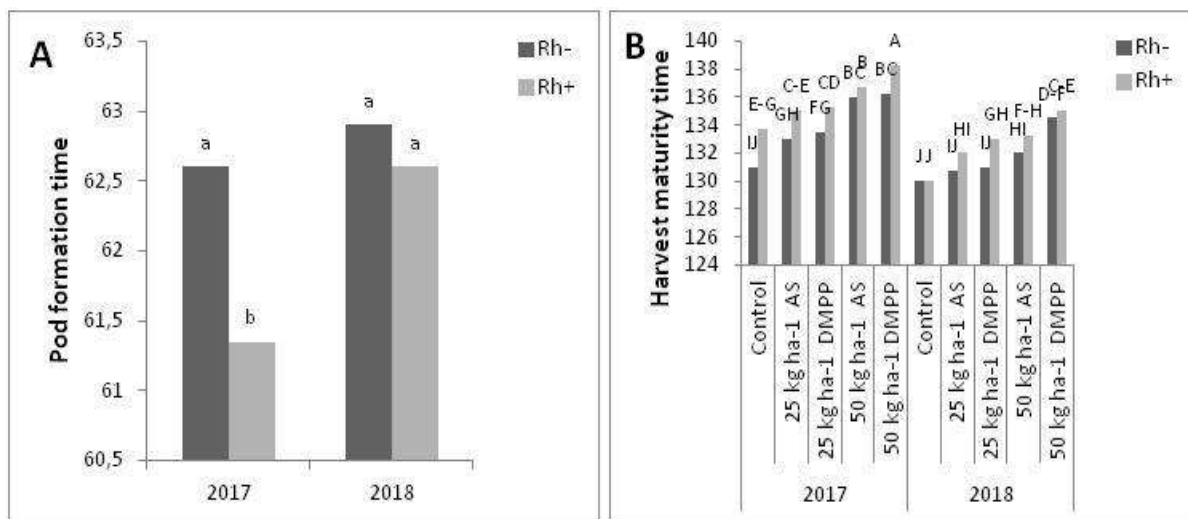 A
Pod formation time
63,5
63
62,5
62
61,5
61
60,5
a
b
a
a
2017
2018
Rh-
Rh+
B
Harvest maturity time
140
138
136
134
132
130
128
126
124
IJ
E-G
GH
C-E
FG
CD
BC
B
BC
A
J
J
IJ
HI
IJ
GH
HI
F-H
D-F
C-E
Control
25 kg ha-1 AS
25 kg ha-1 DMPP
50 kg ha-1 AS
50 kg ha-1 DMPP
Control
25 kg ha-1 AS
25 kg ha-1 DMPP
50 kg ha-1 AS
50 kg ha-1 DMPP
2017
2018
Rh-
Rh+